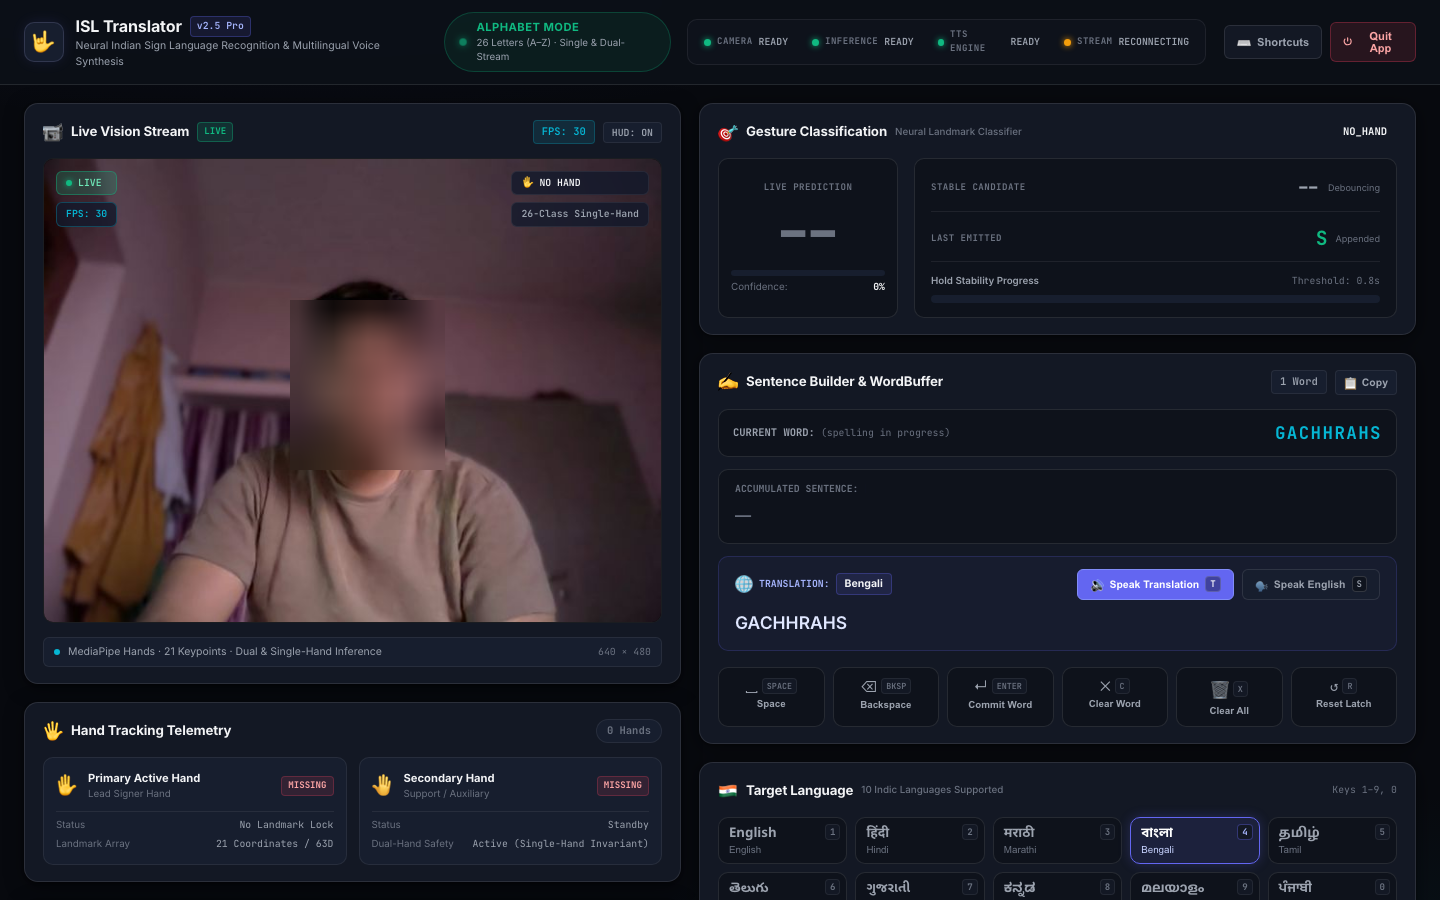 ISL Translator v2.5 Pro
Neural Indian Sign Language Recognition & Multilingual Voice
Synthesis
ALPHABET MODE
26 Letters (A–Z) · Single & Dual-
Stream
CAMERA READY
INFERENCE READY
TTS
ENGINE READY
STREAM RECONNECTING
Shortcuts
Quit
App
Live Vision Stream LIVE
FPS: 30
HUD: ON
LIVE
FPS: 30
NO HAND
26-Class Single-Hand
MediaPipe Hands · 21 Keypoints · Dual & Single-Hand Inference 640 × 480
Hand Tracking Telemetry 0 Hands
Primary Active Hand
Lead Signer Hand
MISSING
Status No Landmark Lock
Landmark Array 21 Coordinates / 63D
Secondary Hand
Support / Auxiliary
MISSING
Status Standby
Dual-Hand Safety Active (Single-Hand Invariant)
Gesture Classification Neural Landmark Classifier NO_HAND
LIVE PREDICTION
——
Confidence: 0%
STABLE CANDIDATE -- Debouncing
LAST EMITTED S Appended
Hold Stability Progress Threshold: 0.8s
Sentence Builder & WordBuffer 1 Word Copy
CURRENT WORD: (spelling in progress) GACHHRAHS
ACCUMULATED SENTENCE:
—
TRANSLATION: Bengali
Speak Translation T
Speak English S
GACHHRAHS
SPACE
Space
BKSP
Backspace
ENTER
Commit Word
C
Clear Word
X
Clear All
R
Reset Latch
Target Language 10 Indic Languages Supported Keys 1–9, 0
English 1
English
हिंदी 2
Hindi
मराठी 3
Marathi
বাংলা 4
Bengali
தமிழ் 5
Tamil
తెలుగు 6
ગુજરાતી 7
ಕನ್ನಡ 8
മലയാളം 9
ਪੰਜਾਬੀ 0